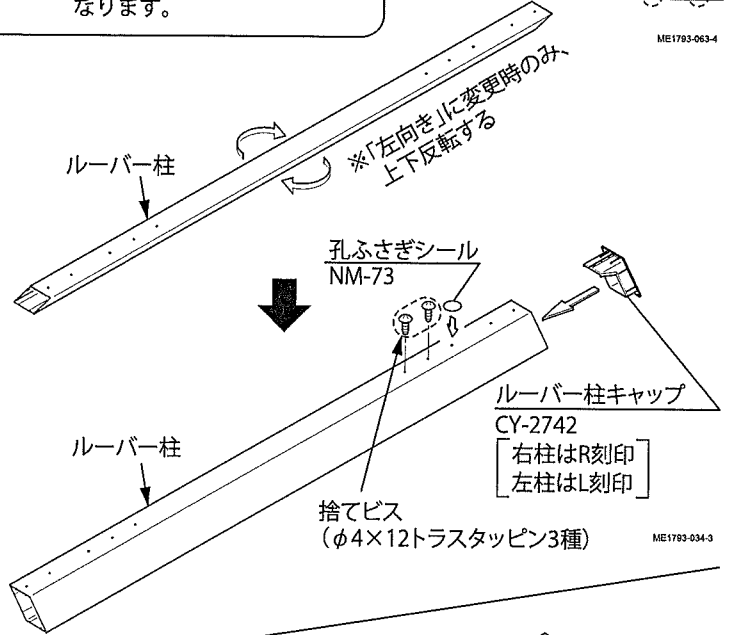 なります。
ME1793-063-4
※「左向き」に変更時のみ、
上下反転する
ルーバー柱
孔ふさぎシール
NM-73
ルーバー柱キャップ
CY-2742
右柱はR刻印
左柱はL刻印
ルーバー柱
捨てビス
（φ4×12トラスタッピン3種）
ME1793-034-3